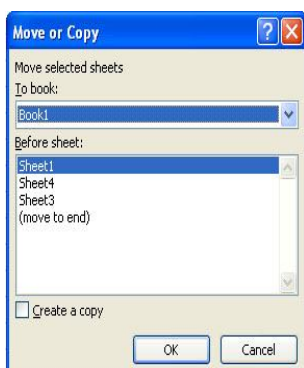 Move or Copy
Move selected sheets
To book:
Book1
Before sheet:
Sheet1
Sheet4
Sheet3
(move to end)
Create a copy
OK Cancel